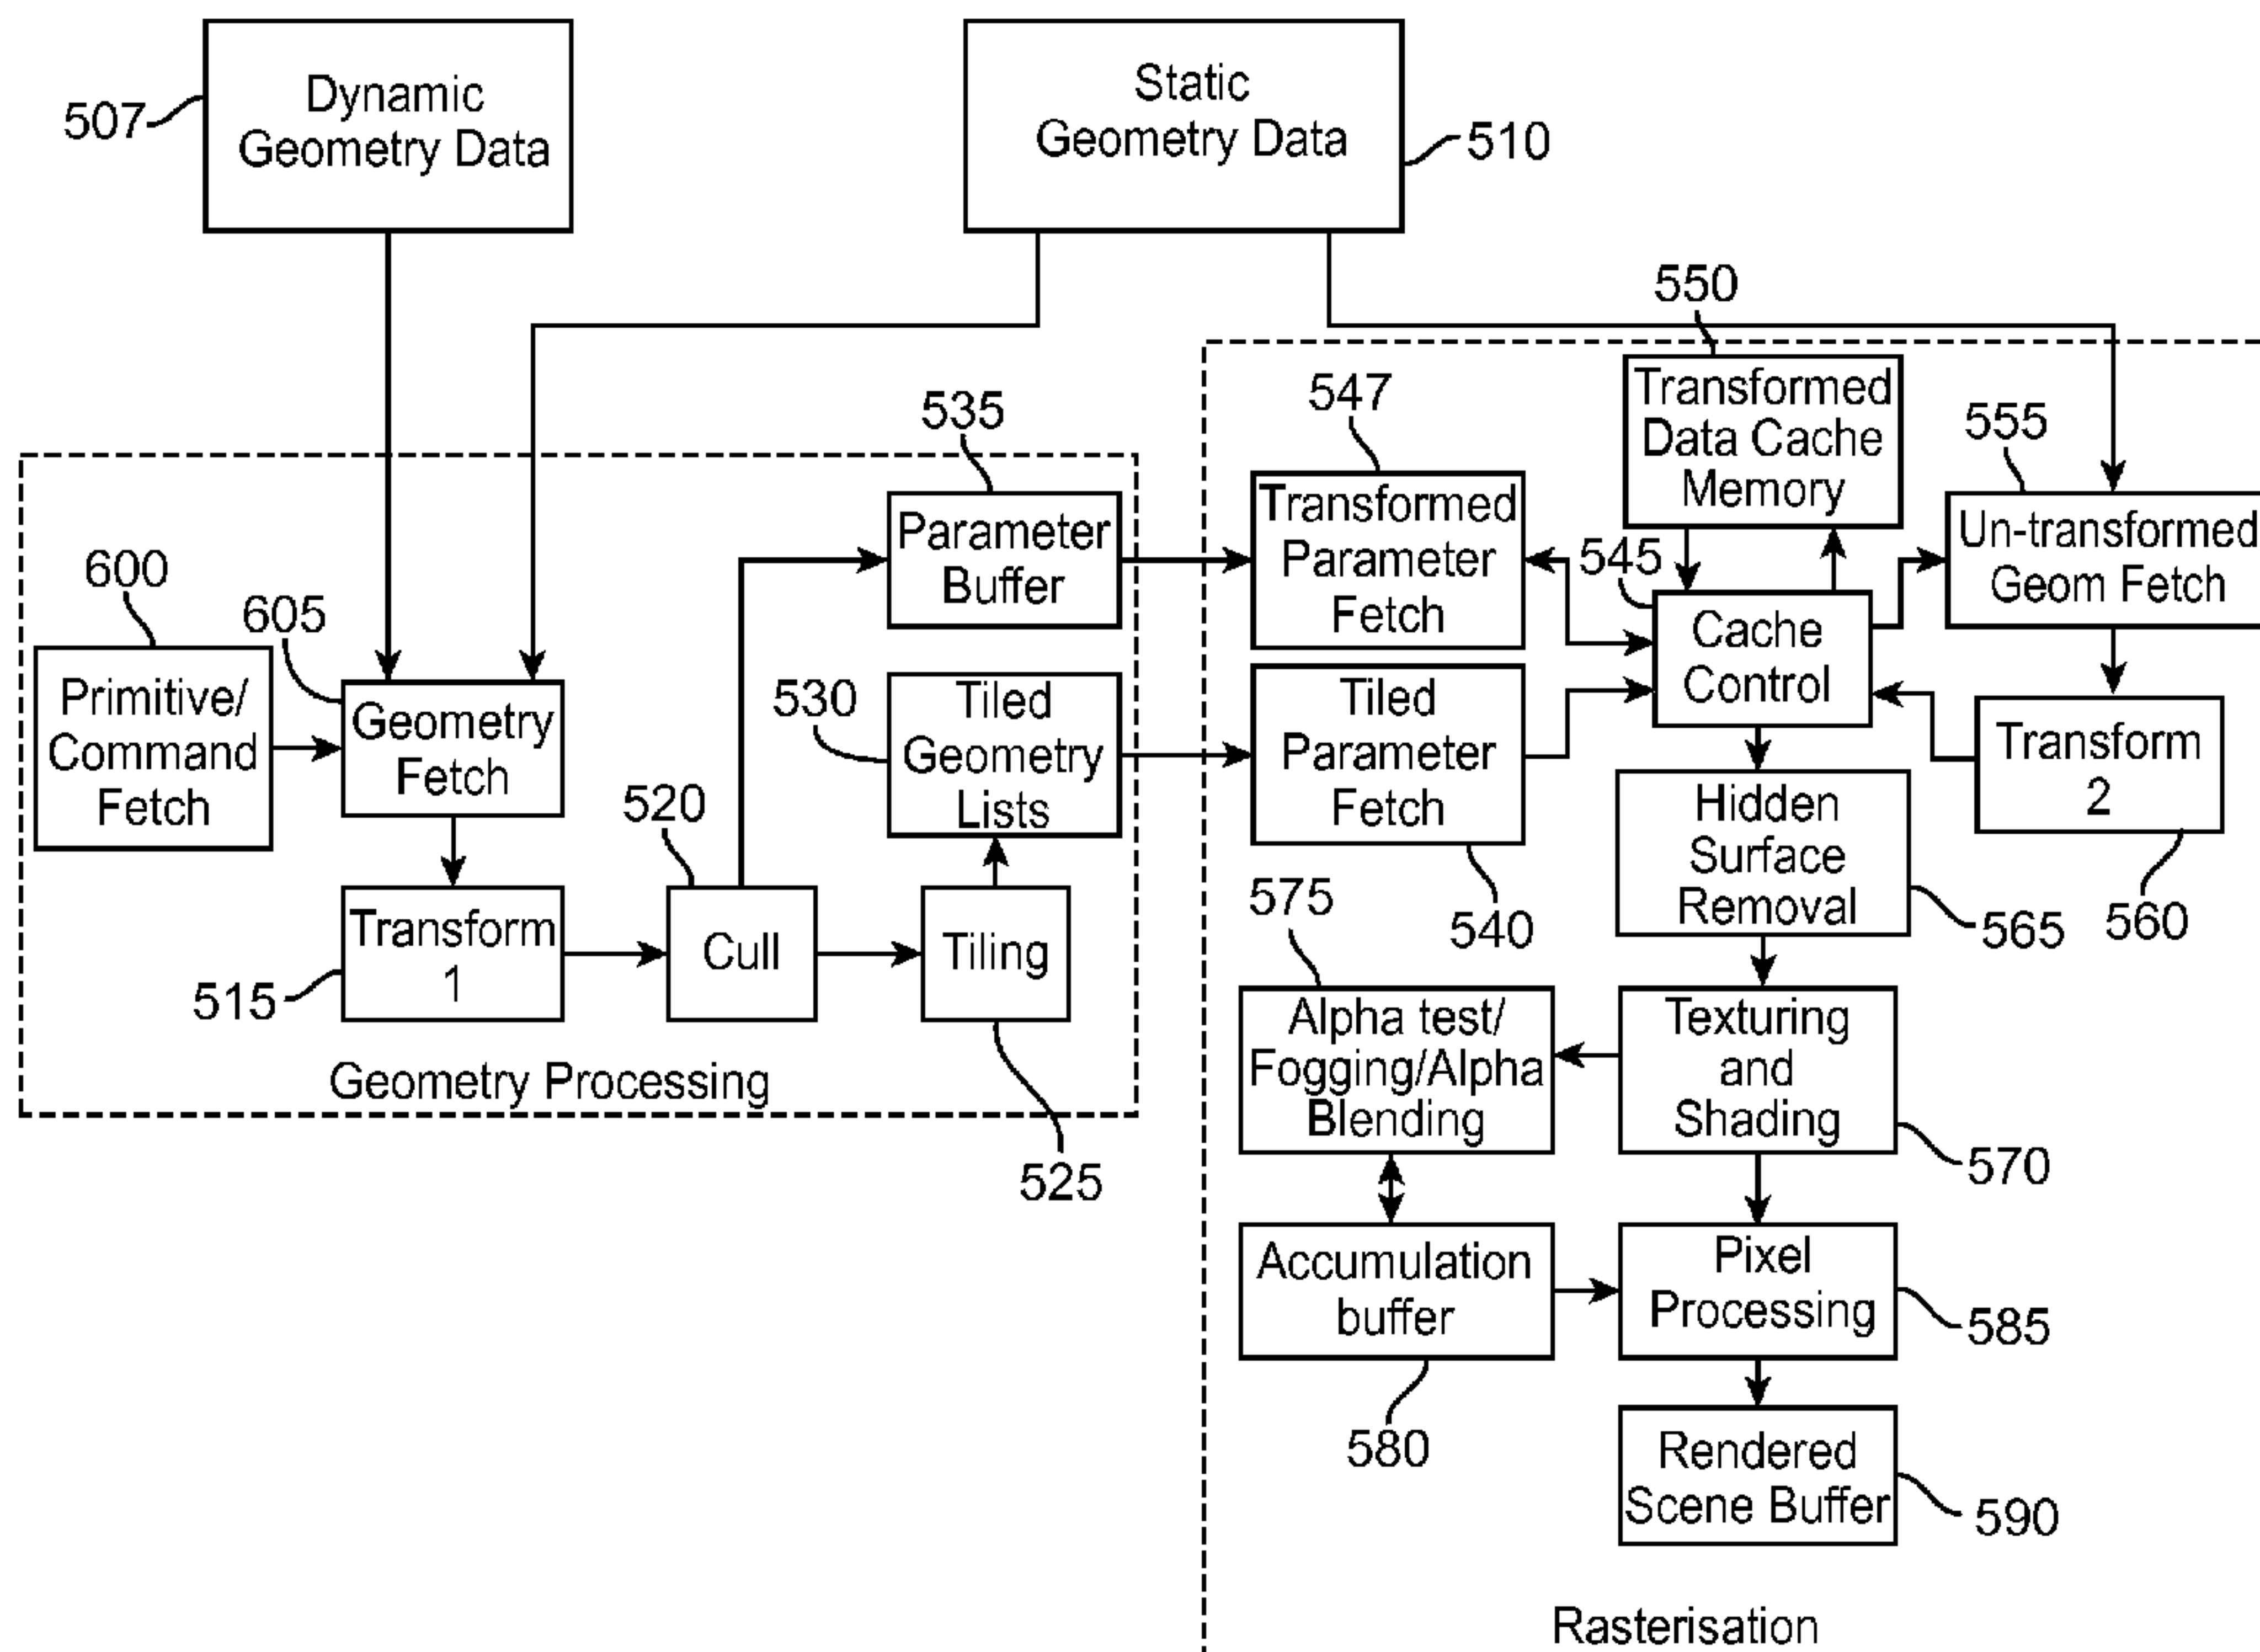 507
Dynamic
Geometry Data
Static
Geometry Data
510
550
Transformed
Data Cache
Memory
547
555
535
Transformed
Parameter
Fetch
Un-transformed
Geom Fetch
Parameter
Buffer
545
Cache
Control
600
605
Primitive/
Command
Fetch
Geometry
Fetch
530
Tiled
Geometry
Lists
Tiled
Parameter
Fetch
540
Transform
2
560
Hidden
Surface
Removal
565
520
Transform
1
515
Cull
Tiling
525
Geometry Processing
575
Alpha test/
Fogging/Alpha
Blending
Texturing
and
Shading
570
Accumulation
buffer
580
Pixel
Processing
585
Rendered
Scene Buffer
590
Rasterisation